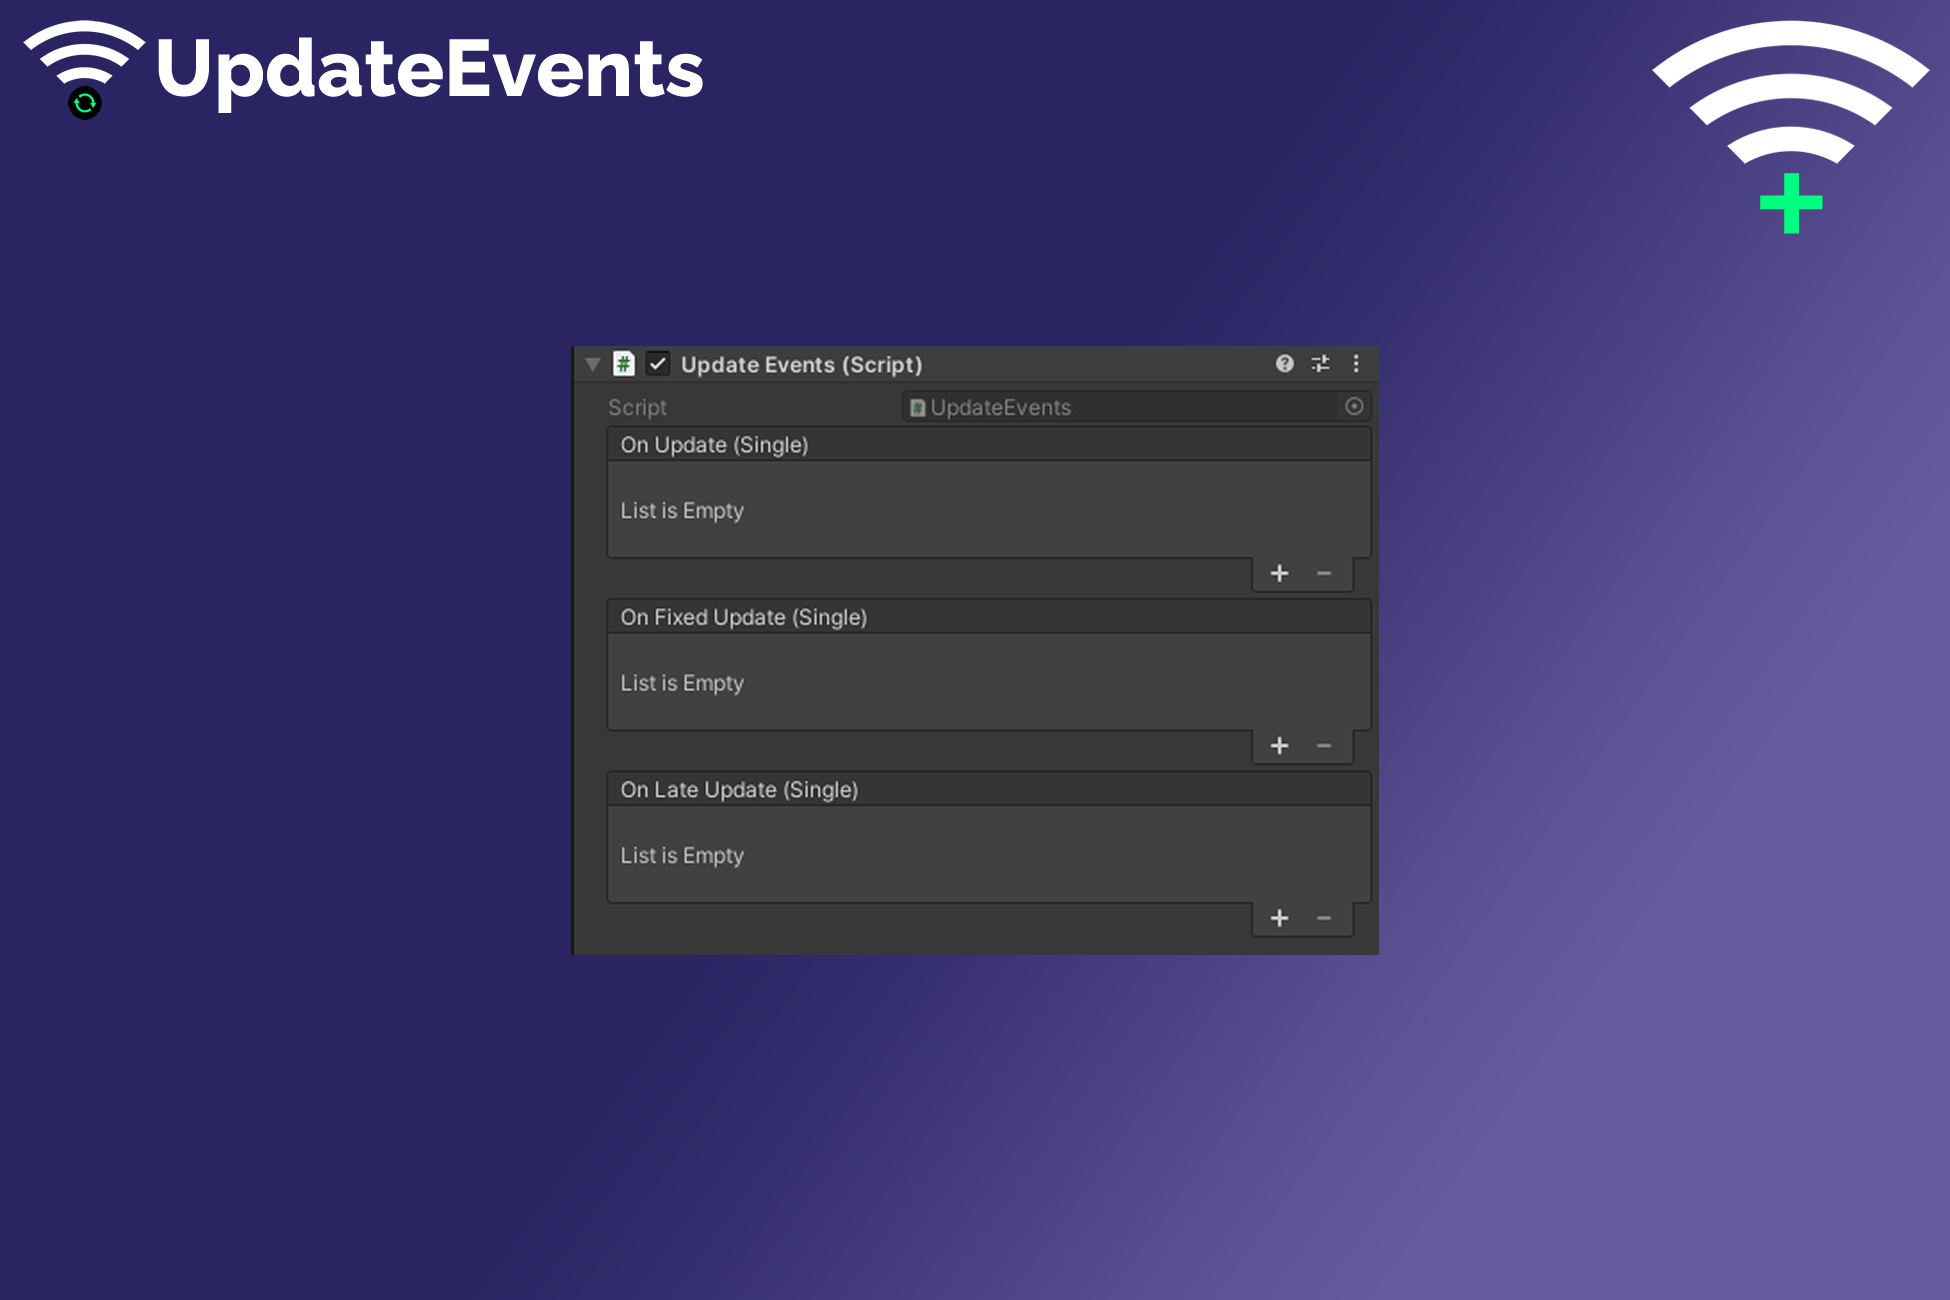 UpdateEvents
Update Events (Script)
Script
# UpdateEvents
On Update (Single)
List is Empty
On Fixed Update (Single)
List is Empty
On Late Update (Single)
List is Empty